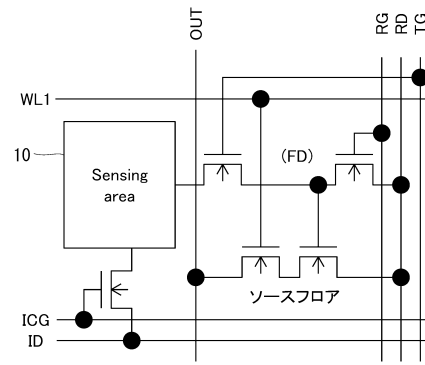 OUT
RG
RD
TG
WL1
10
Sensing
area
(FD)
ソースフロア
ICG
ID